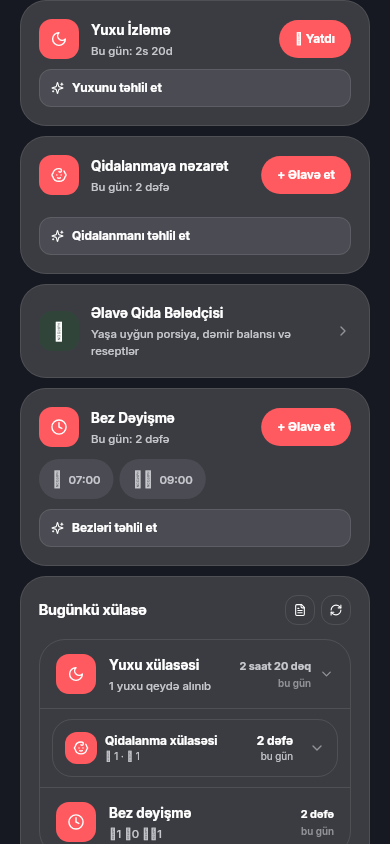 Yuxu İzləmə
Bu gün: 2s 20d
Yatdı
Yuxunu təhlil et
Qidalanmaya nəzarət
Bu gün: 2 dəfə
+ Əlavə et
Qidalanmanı təhlil et
Əlavə Qida Bələdçisi
Yaşa uyğun porsiya, dəmir balansı və
reseptlər
Bez Dəyişmə
Bu gün: 2 dəfə
+ Əlavə et
07:00
09:00
Bezləri təhlil et
Bugünkü xülasə
Yuxu xülasəsi
2 saat 20 dəq
1 yuxu qeydə alınıb
bu gün
Qidalanma xülasəsi
2 dəfə
1 · 1
bu gün
Bez dəyişmə
2 dəfə
1 0 1
bu gün